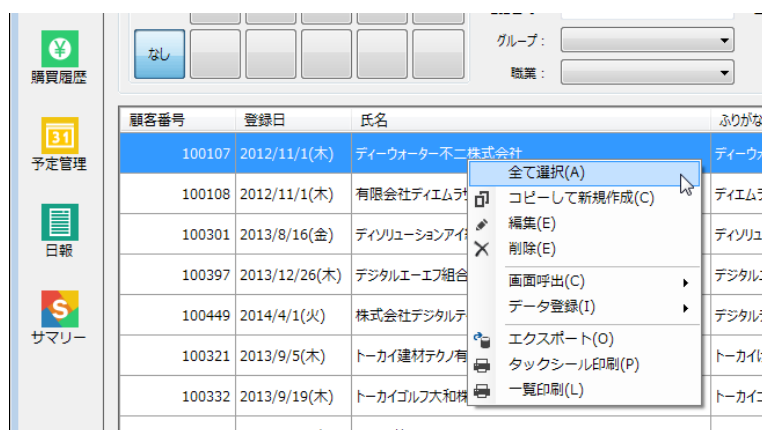 グループ:
なし
職業:
購買履歴
顧客番号 登録日 氏名 ふりがな
31
予定管理
100107 2012/11/1(木) ディーウォーター不二株式会社 ディーウォ
全て選択(A)
100108 2012/11/1(木) 有限会社ディエムラ ディエムラ
コピーして新規作成(C)
編集(E)
日報
100301 2013/8/16(金) ディソリューションアイ ディソリュ
削除(E)
100397 2013/12/26(木) デジタルエーエフ組合 デジタル
画面呼出(C)
データ登録(I)
S
サマリー
100449 2014/4/1(火) 株式会社デジタルテ デジタル
エクスポート(O)
100321 2013/9/5(木) トーカイ建材テクノ有 トーカイ
タックシール印刷(P)
100332 2013/9/19(木) トーカイゴルフ大和株 トーカイ
一覧印刷(L)